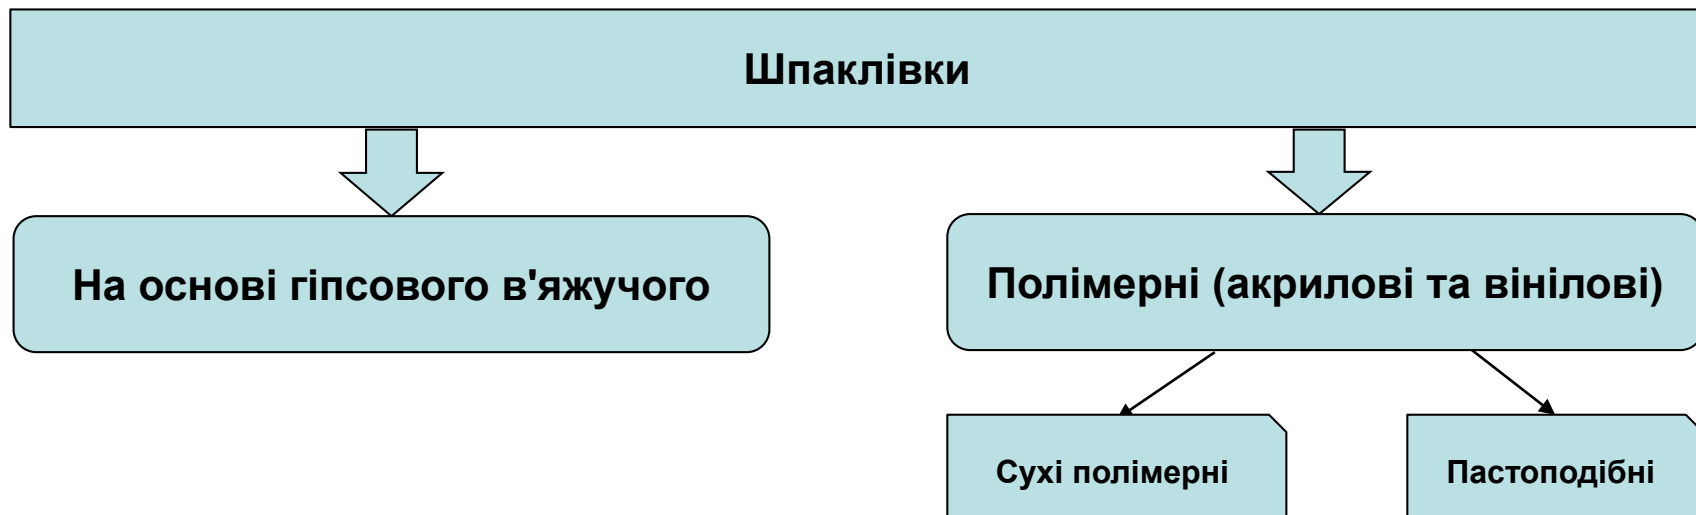 Шпаклівки
На основі гіпсового в'яжучого
Полімерні (акрилові та вінілові)
Сухі полімерні
Пастоподібні